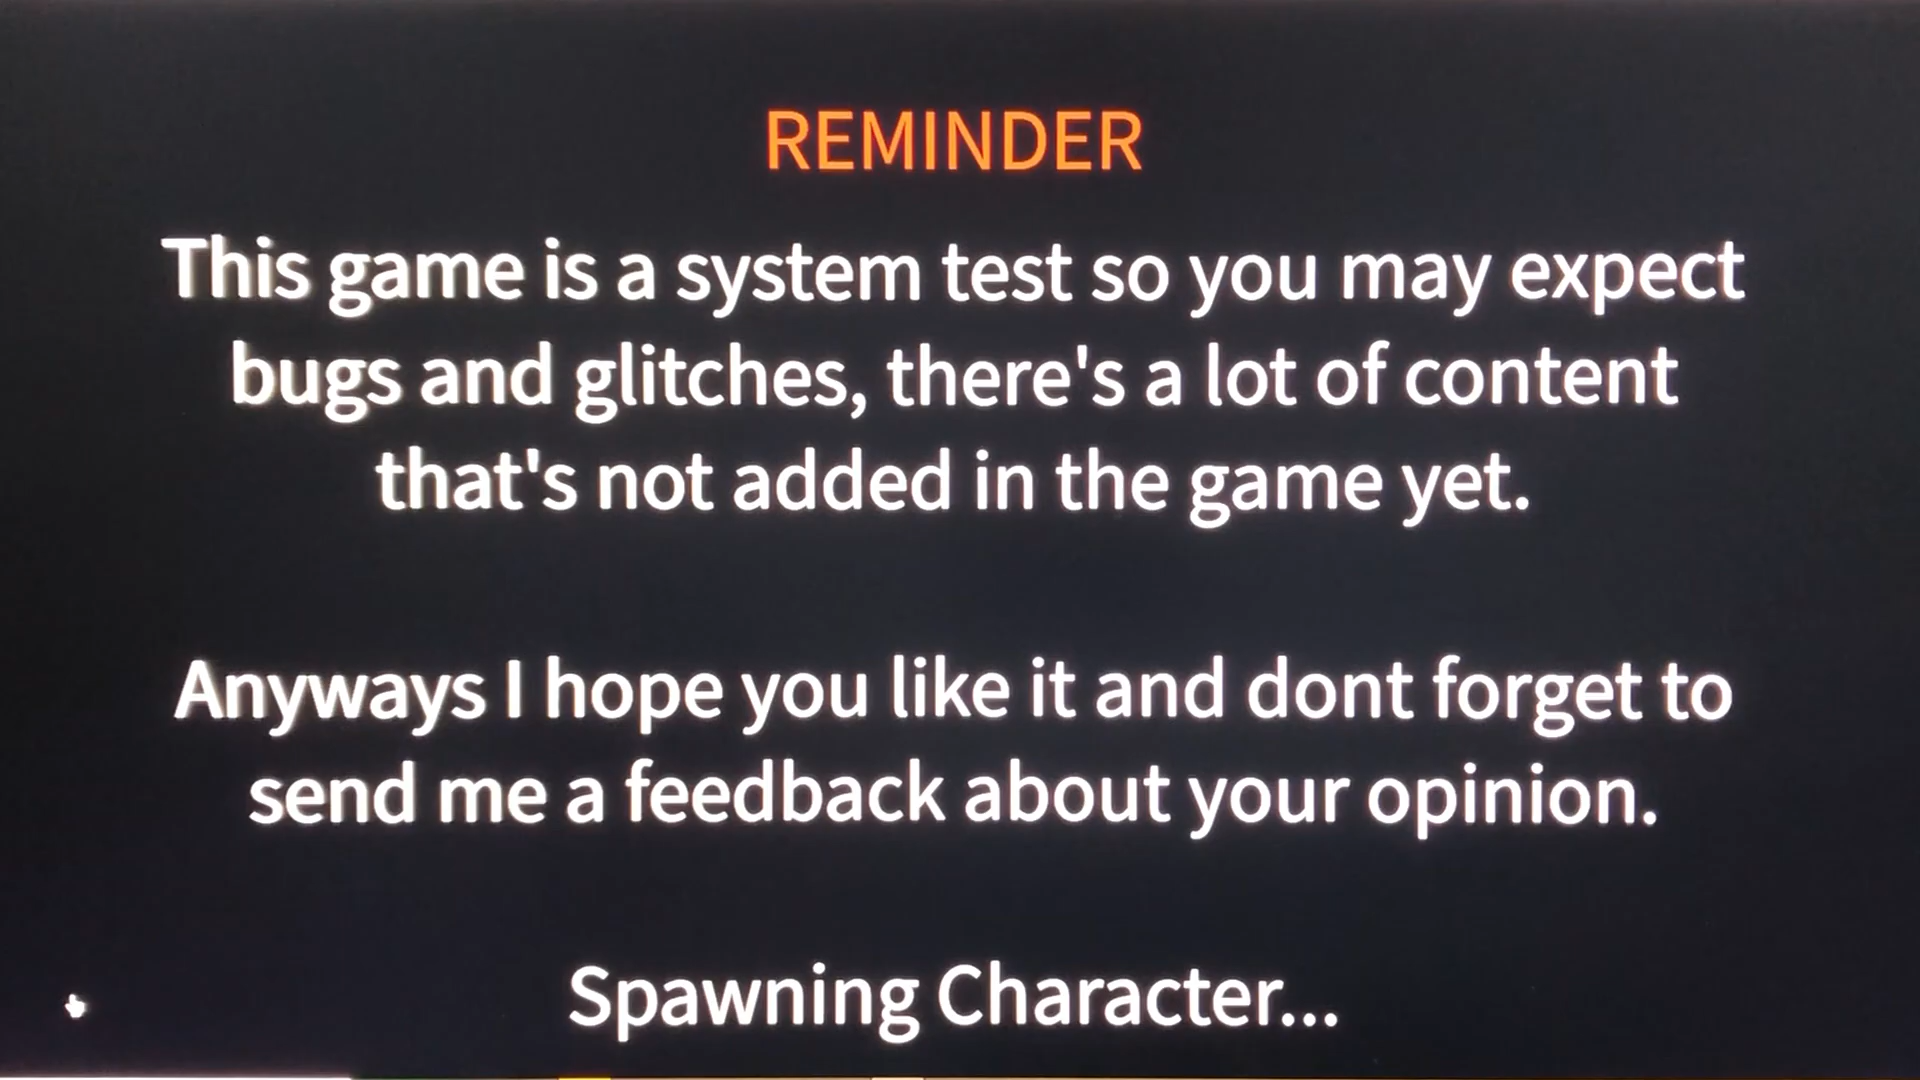 REMINDER
This game is a system test so you may expect
bugs and glitches, there's a lot of content
that's not added in the game yet.
Anyways I hope you like it and dont forget to
send me a feedback about your opinion.
Spawning Character...